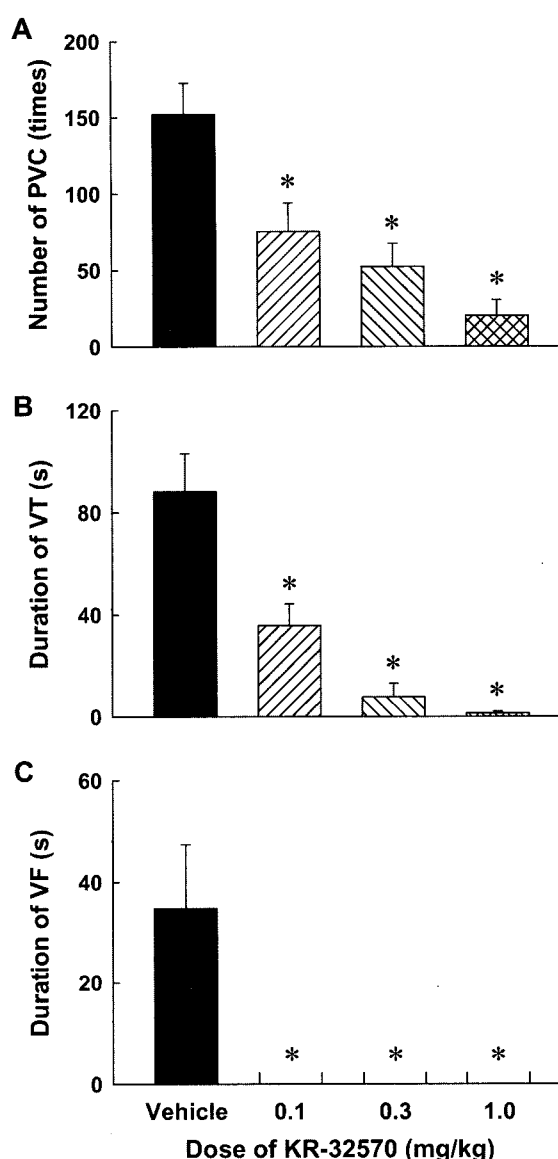 A
Number of PVC (times)
200
150
100
50
0
*
*
*
B
Duration of VT (s)
120
80
40
0
*
*
*
C
Duration of VF (s)
60
40
20
0
*
*
*
Vehicle 0.1 0.3 1.0
Dose of KR-32570 (mg/kg)